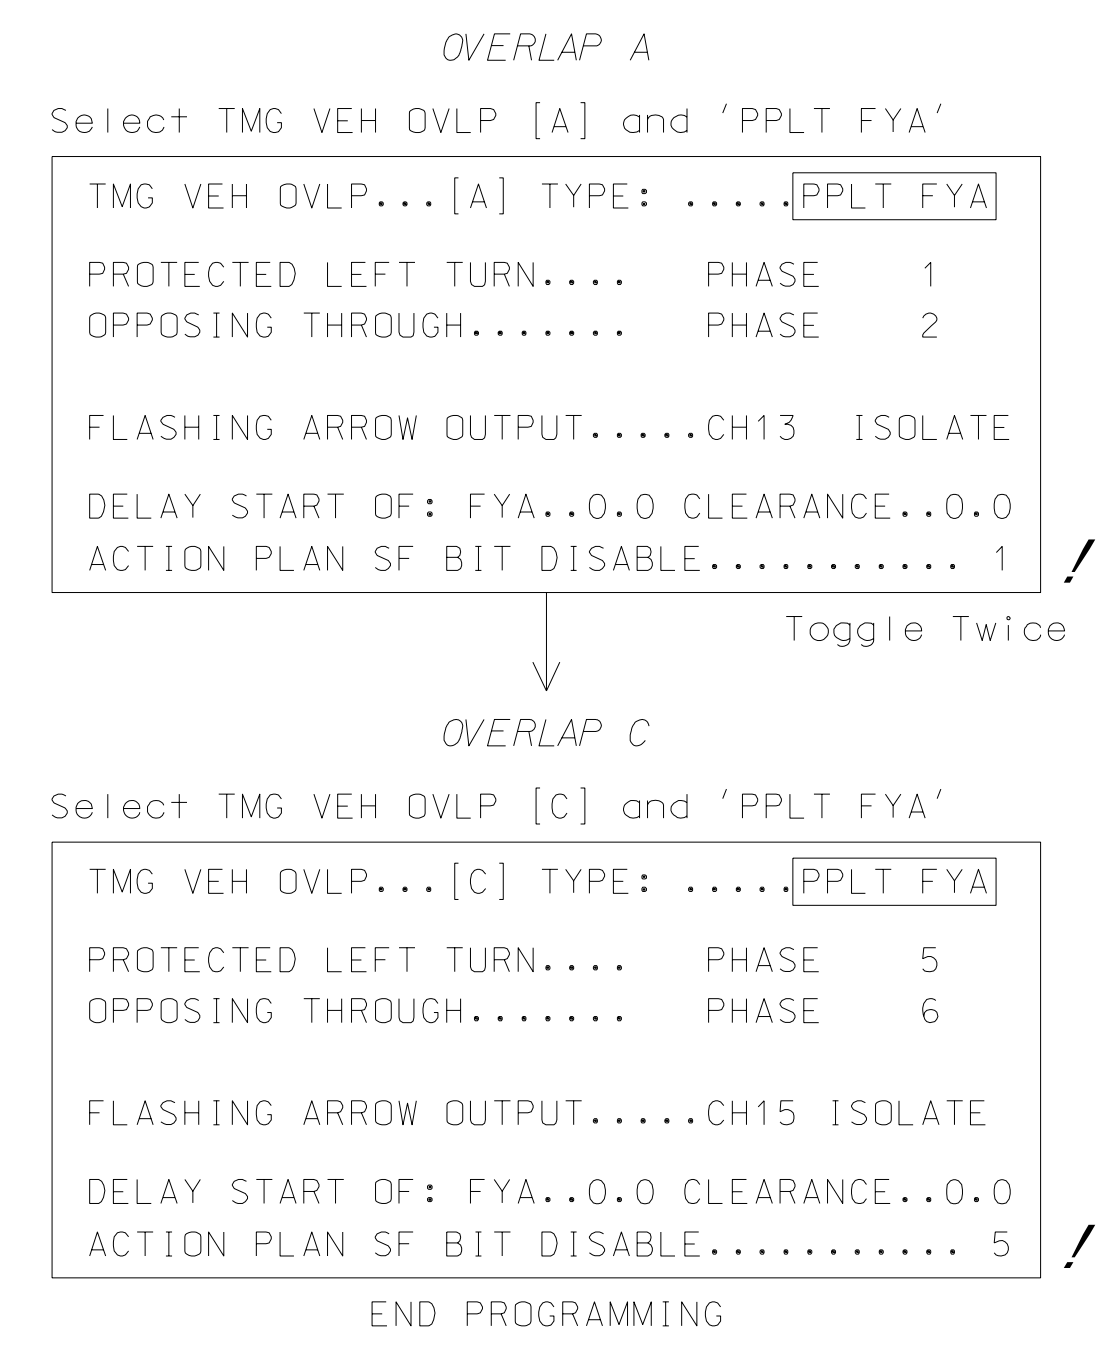 OVERLAP A
Select TMG VEH OVLP [A] and 'PPLT FYA'
TMG VEH OVLP...[A] TYPE: .....PPLT FYA
PROTECTED LEFT TURN.... PHASE 1
OPPOSING THROUGH....... PHASE 2
FLASHING ARROW OUTPUT.....CH13 ISOLATE
DELAY START OF: FYA..0.0 CLEARANCE..0.0
ACTION PLAN SF BIT DISABLE........... 1 !
Toggle Twice
OVERLAP C
Select TMG VEH OVLP [C] and 'PPLT FYA'
TMG VEH OVLP...[C] TYPE: .....PPLT FYA
PROTECTED LEFT TURN.... PHASE 5
OPPOSING THROUGH....... PHASE 6
FLASHING ARROW OUTPUT.....CH15 ISOLATE
DELAY START OF: FYA..0.0 CLEARANCE..0.0
ACTION PLAN SF BIT DISABLE........... 5 !
END PROGRAMMING